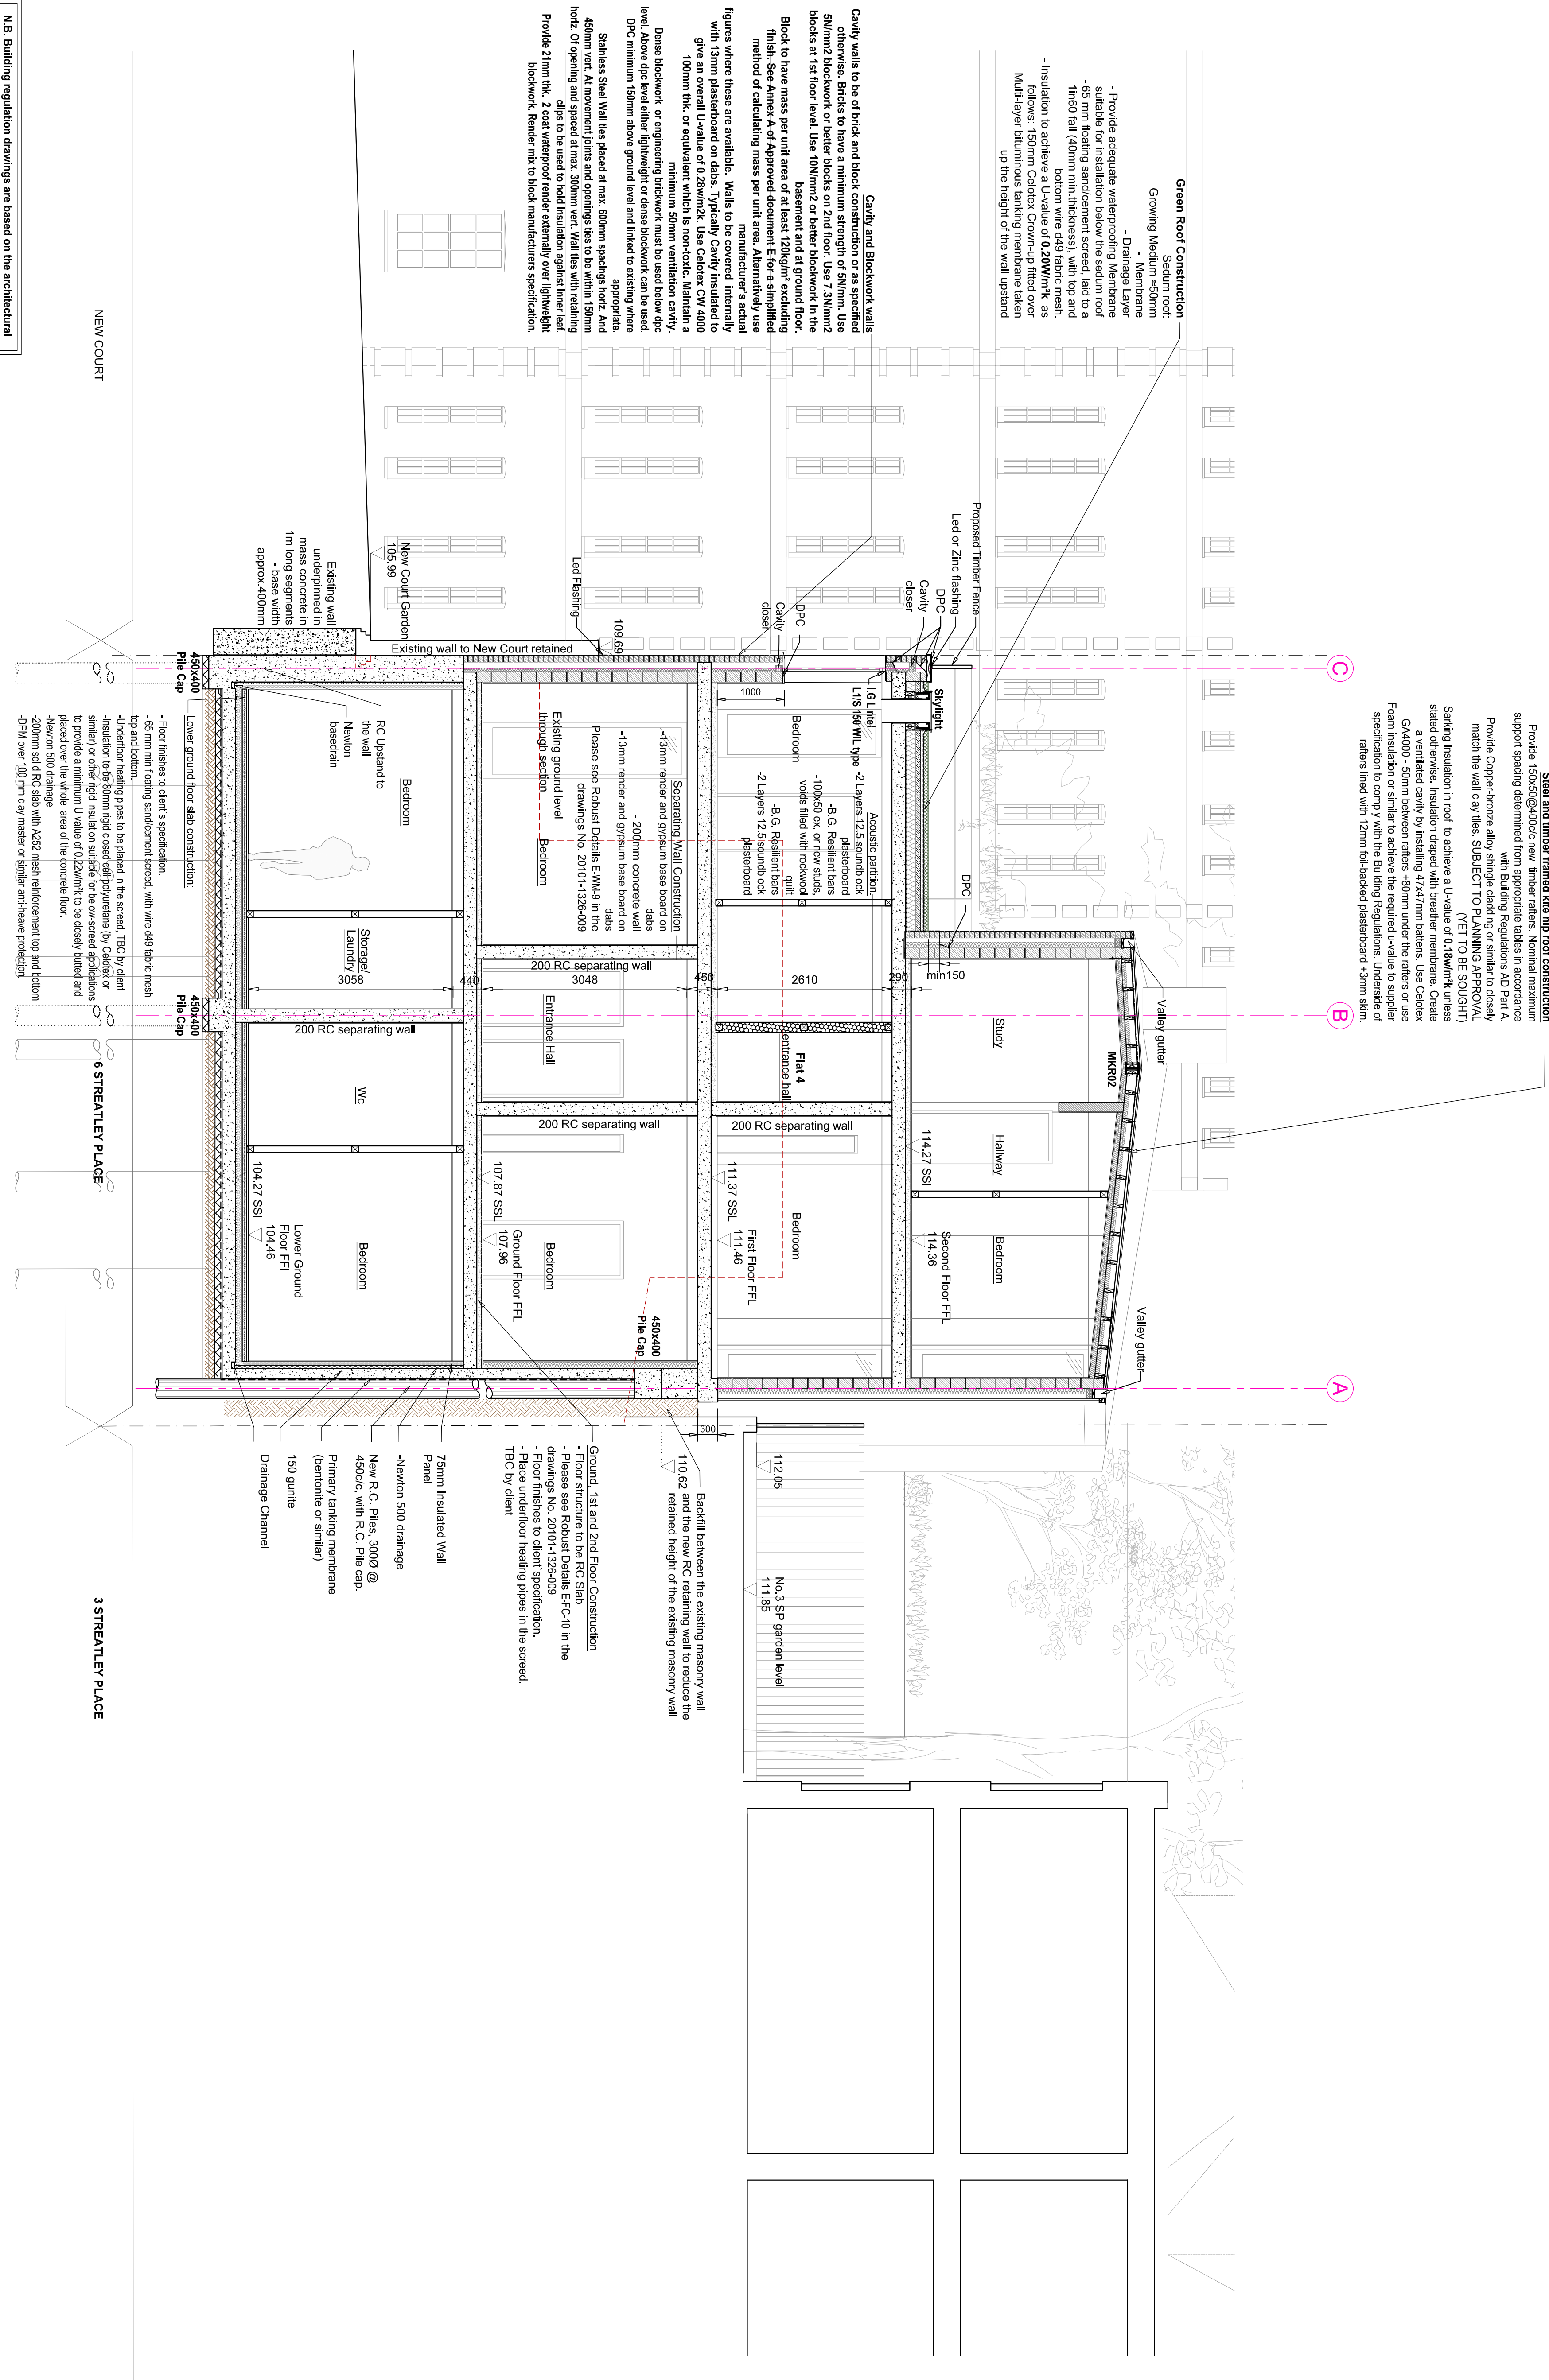 Steel and timber framed kite hip roof construction
Provide 150x50@400c/c new timber rafters. Nominal maximum
support spacing determined from appropriate tables in accordance
with Building Regulations AD Part A.
Provide Copper-bronze alloy shingle cladding or similar to closely
match the wall clay tiles. SUBJECT TO PLANNING APPROVAL
(YET TO BE SOUGHT)
Sarking Insulation in roof to achieve a U-value of 0.18w/m²k unless
stated otherwise. Insulation draped with breather membrane. Create
a ventilated cavity by installing 47x47mm battens. Use Celotex
GA4000 - 50mm between rafters +80mm under the rafters or use
Foam insulation or similar to achieve the required u-value to supplier
specification to comply with the Building Regulations. Underside of
rafters lined with 12mm foil-backed plasterboard +3mm skim.
Green Roof Construction
Sedum roof:
Growing Medium ≈50mm
- Membrane
- Drainage Layer
- Provide adequate waterproofing Membrane
suitable for installation below the sedum roof
-65 mm floating sand/cement screed, laid to a
1in60 fall (40mm min.thickness), with top and
bottom wire d49 fabric mesh.
- Insulation to achieve a U-value of 0.20W/m²k as
follows: 150mm Celotex Crown-up fitted over
Multi-layer bituminous tanking membrane taken
up the height of the wall upstand
Cavity and Blockwork walls
Cavity walls to be of brick and block construction or as specified
otherwise. Bricks to have a minimum strength of 5N/mm. Use
5N/mm2 blockwork or better blocks on 2nd floor. Use 7.3N/mm2
blocks at 1st floor level. Use 10N/mm2 or better blockwork in the
basement and at ground floor.
Block to have mass per unit area of at least 120kg/m² excluding
finish. See Annex A of Approved document E for a simplified
method of calculating mass per unit area. Alternatively use
manufacturer's actual
figures where these are available. Walls to be covered internally
with 13mm plasterboard on dabs. Typically Cavity insulated to
give an overall U-value of 0.28w/m2k. Use Celotex CW 4000
100mm thk. or equivalent which is non-toxic. Maintain a
minimum 50mm ventilation cavity.
Dense blockwork or engineering brickwork must be used below dpc
level. Above dpc level either lightweight or dense blockwork can be used.
DPC minimum 150mm above ground level and linked to existing where
appropriate.
Stainless Steel Wall ties placed at max. 600mm spacings horiz. And
450mm vert. At movement joints and openings ties to be within 150mm
horiz. Of opening and spaced at max. 300mm vert. Wall ties with retaining
clips to be used to hold insulation against inner leaf.
Provide 21mm thk. 2 coat waterproof render externally over lightweight
blockwork. Render mix to block manufacturers specification.
C
B
A
Proposed Timber Fence
Led or Zinc flashing
DPC
Cavity
closer
DPC
Cavity
closer
Led Flashing
109.69
New Court Garden
105.99
Existing wall to New Court retained
Existing wall
underpinned in
mass concrete in
1m long segments
- base width
approx.400mm
Skylight
I.G Lintel
L1/S 150 WIL type
1000
DPC
min150
Valley gutter
MKR02
Valley gutter
Study
Hallway
Bedroom
114.27 SSl
Second Floor FFL
114.36
290
Bedroom
Acoustic partition.
-2 Layers 12.5 soundblock
plasterboard
-B.G. Resilient bars
-100x50 ex. or new studs,
voids filled with rockwool
quilt
-B.G. Resilient bars
-2 Layers 12.5 soundblock
plasterboard
2610
Flat 4
entrance hall
200 RC separating wall
Bedroom
111.37 SSL
First Floor FFL
111.46
450
Separating Wall Construction
-13mm render and gypsum base board on
dabs
- 200mm concrete wall
-13mm render and gypsum base board on
dabs
Please see Robust Details E-WM-9 in the
drawings No. 20101-1326-009
Existing ground level
through section
Bedroom
200 RC separating wall
3048
Entrance Hall
200 RC separating wall
Bedroom
107.87 SSL
Ground Floor FFL
107.96
450x400
Pile Cap
300
440
RC Upstand to
the wall
Newton
basedrain
Bedroom
Storage/
Laundry
3058
200 RC separating wall
Wc
Bedroom
104.27 SSl
Lower Ground
Floor FFl
104.46
450x400
Pile Cap
450x400
Pile Cap
112.05
No.3 SP garden level
111.85
Backfill between the existing masonry wall
110.62 and the new RC retaining wall to reduce the
retained height of the existing masonry wall
Ground, 1st and 2nd Floor Construction
- Floor structure to be RC Slab
- Please see Robust Details E-FC-10 in the
drawings No. 20101-1326-009
- Floor finishes to client`specification.
- Place underfloor heating pipes in the screed.
TBC by client
75mm Insulated Wall
Panel
-Newton 500 drainage
New R.C. Piles, 300Ø @
450c/c, with R.C. Pile cap.
Primary tanking membrane
(bentonite or similar)
150 gunite
Drainage Channel
Lower ground floor slab construction:
- Floor finishes to client`s specification.
- 65 mm min floating sand/cement screed, with wire d49 fabric mesh
top and bottom.
-Underfloor heating pipes to be placed in the screed, TBC by client
-Insulation to be 80mm rigid closed cell polyuretane (by Celotex or
similar) or other rigid insulation suitable for below-screed applications
to provide a minimum U value of 0.22w/m²k to be closely butted and
placed over the whole area of the concrete floor.
-Newton 500 drainage
-200mm solid RC slab with A252 mesh reinforcement top and bottom
-DPM over 100 mm clay master or similar anti-heave protection.
NEW COURT
6 STREATLEY PLACE
3 STREATLEY PLACE
N.B. Building regulation drawings are based on the architectural